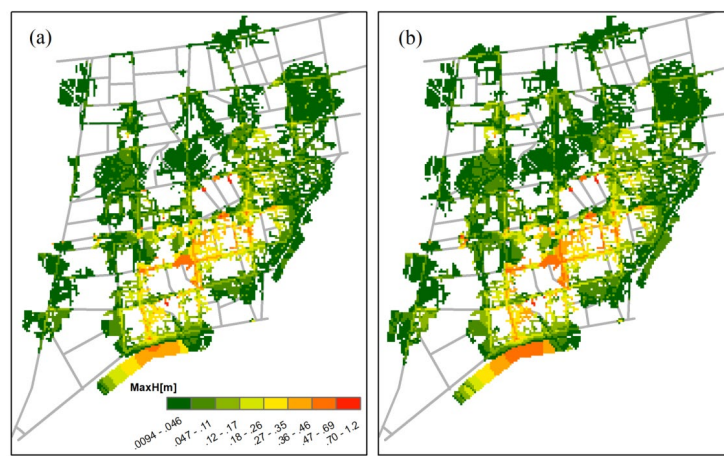 (a)
(b)
MaxH[m]
.0094 - .046
.047 - .11
.12 - .17
.18 - .26
.27 - .35
.36 - .46
.47 - .69
.70 - 1.2